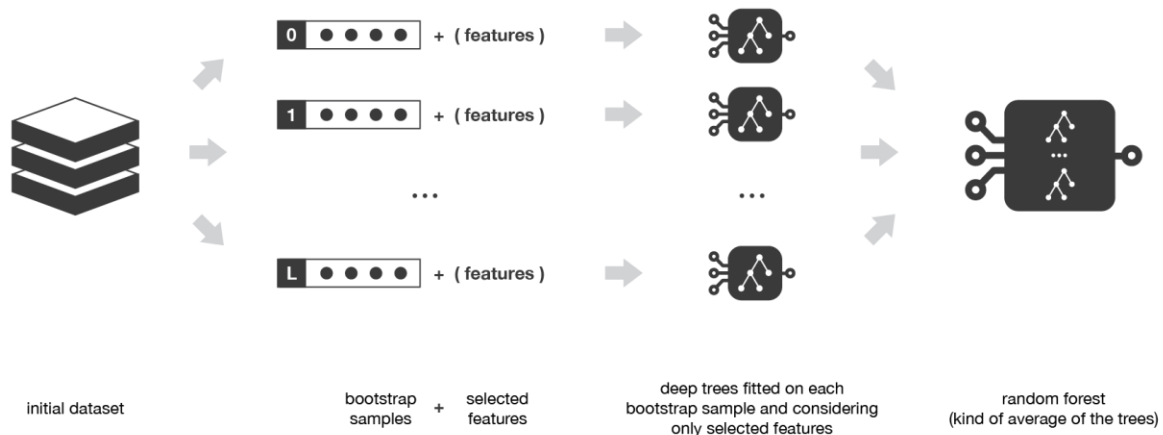 0 + ( features )
1 + ( features )
...
...
...
L + ( features )
initial dataset
bootstrap samples + selected features
deep trees fitted on each
bootstrap sample and considering
only selected features
random forest
(kind of average of the trees)